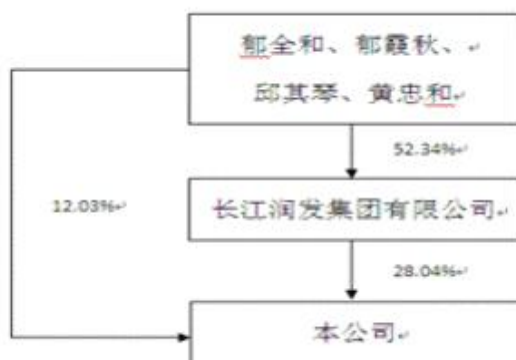 郁全和、郁霞秋、
邱其琴、黄忠和
52.34%
12.03%
长江润发集团有限公司
28.04%
本公司